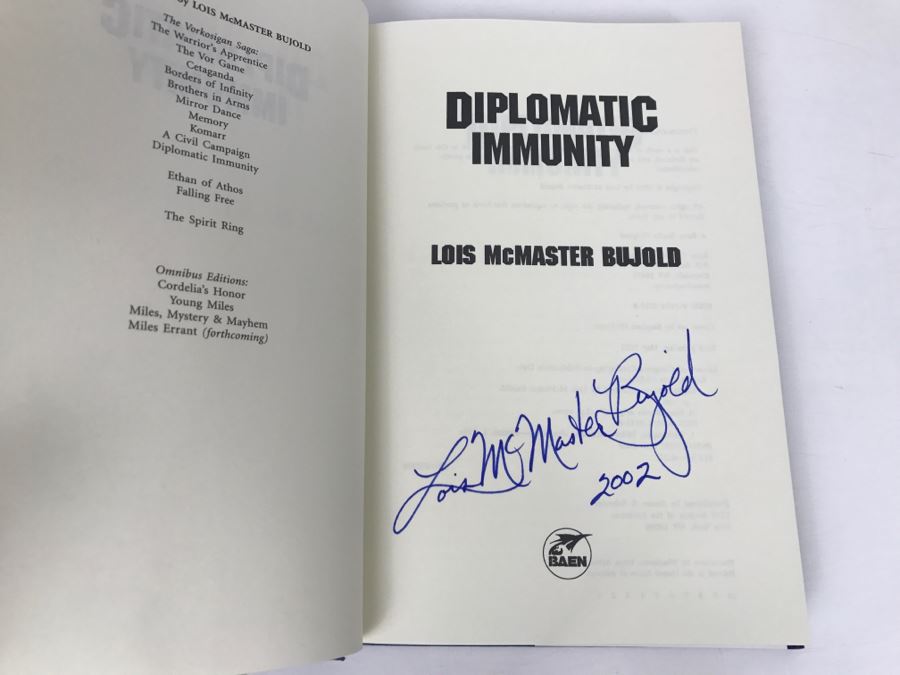 by LOIS McMASTER BUJOLD
The Vorkosigan Saga:
The Warrior's Apprentice
The Vor Game
Cetaganda
Borders of Infinity
Brothers in Arms
Mirror Dance
Memory
Komarr
A Civil Campaign
Diplomatic Immunity
Ethan of Athos
Falling Free
The Spirit Ring
Omnibus Editions:
Cordelia's Honor
Young Miles
Miles, Mystery & Mayhem
Miles Errant (forthcoming)
DIPLOMATIC
IMMUNITY
LOIS McMASTER BUJOLD
Lois McMaster Bujold
2002
BAEN